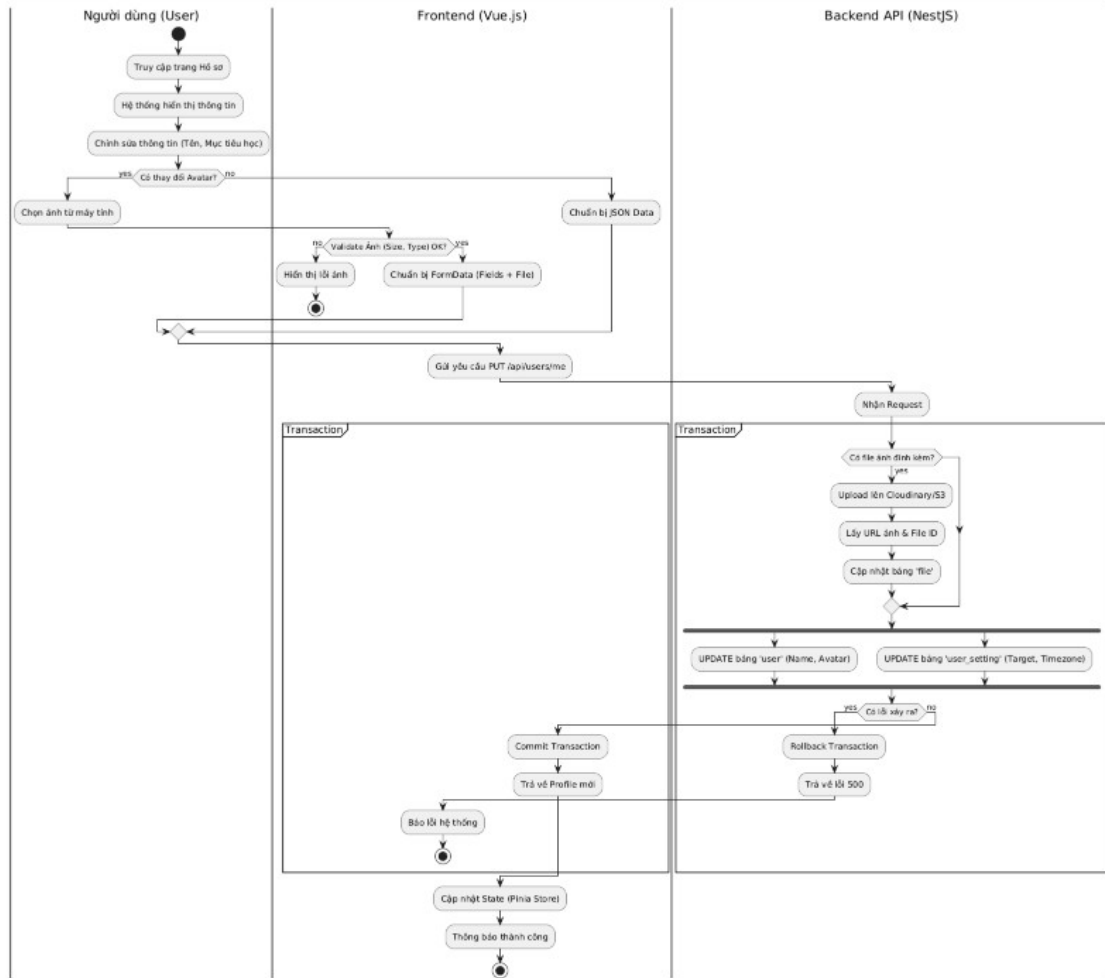 Người dùng (User)
Frontend (Vue.js)
Backend API (NestJS)
Truy cập trang Hồ sơ
Hệ thống hiển thị thông tin
Chỉnh sửa thông tin (Tên, Mục tiêu học)
yes
Có thay đổi Avatar?
no
Chọn ảnh từ máy tính
Chuẩn bị JSON Data
no
Validate Ảnh (Size, Type) OK?
yes
Hiển thị lỗi ảnh
Chuẩn bị FormData (Fields + File)
Gửi yêu cầu PUT /api/users/me
Nhận Request
Transaction
Transaction
Có file ảnh đính kèm?
yes
Upload lên Cloudinary/S3
Lấy URL ảnh & File ID
Cập nhật bảng 'file'
UPDATE bảng 'user' (Name, Avatar)
UPDATE bảng 'user_setting' (Target, Timezone)
yes
Có lỗi xảy ra?
no
Commit Transaction
Rollback Transaction
Trả về Profile mới
Trả về lỗi 500
Báo lỗi hệ thống
Cập nhật State (Pinia Store)
Thông báo thành công